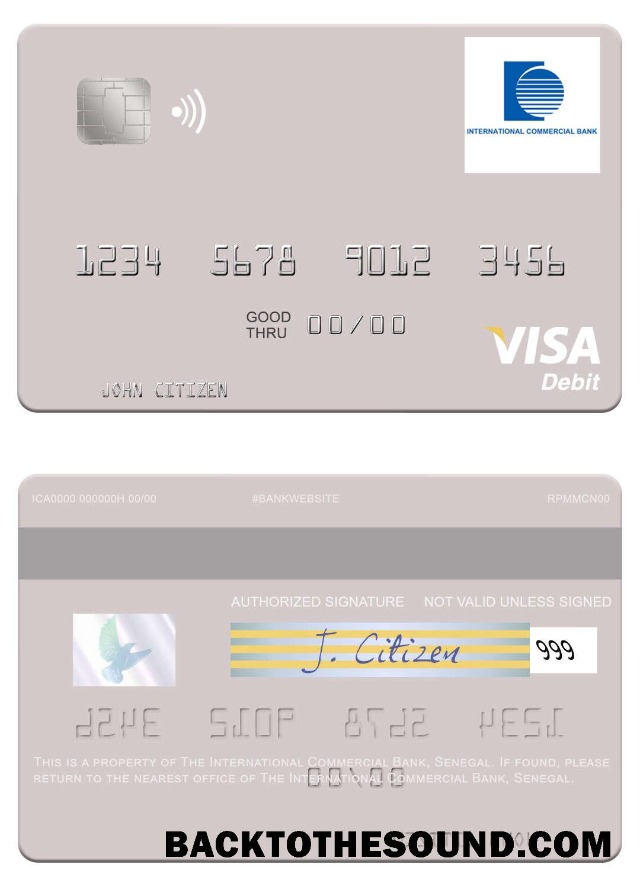 INTERNATIONAL COMMERCIAL BANK
1234 5678 9012 3456
GOOD THRU 00/00
VISA
Debit
JOHN CITIZEN
ICA0000 000000H 00/00 #BANKWEBSITE RPMMCN00
AUTHORIZED SIGNATURE NOT VALID UNLESS SIGNED
J. Citizen 999
THIS IS A PROPERTY OF THE INTERNATIONAL COMMERCIAL BANK, SENEGAL. IF FOUND, PLEASE
RETURN TO THE NEAREST OFFICE OF THE INTERNATIONAL COMMERCIAL BANK, SENEGAL.
BACKTOTHESOUND.COM